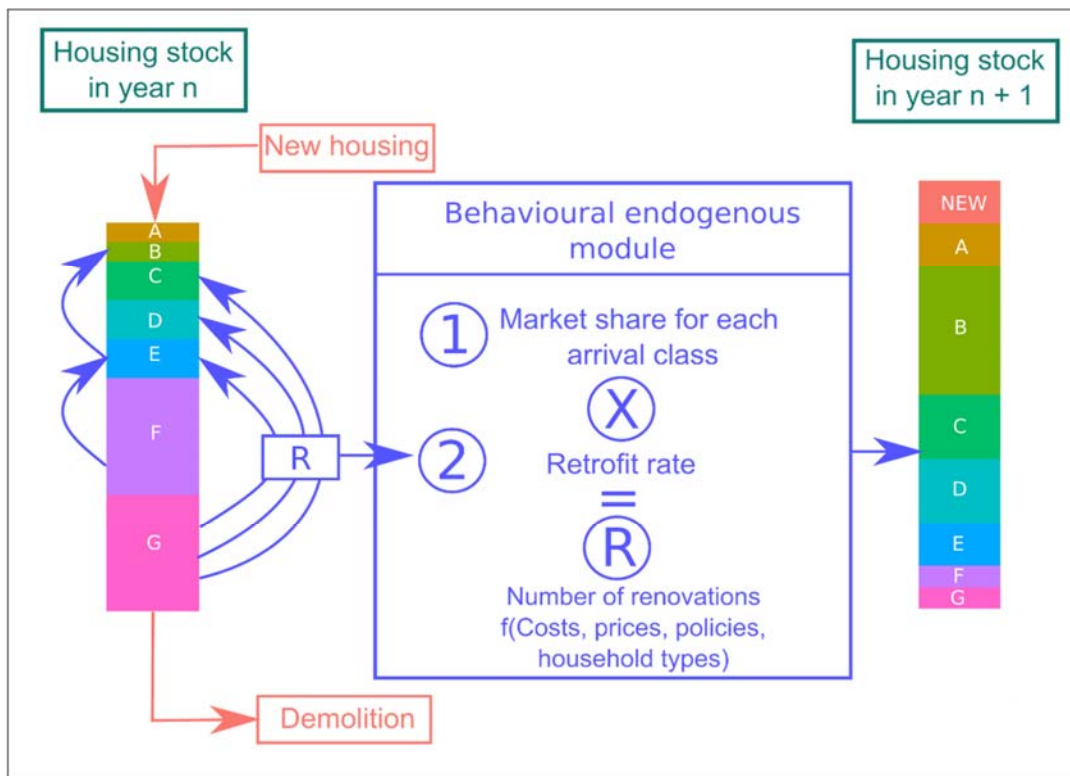 Housing stock
in year n
Housing stock
in year n + 1
New housing
A
B
C
D
E
F
G
R
Demolition
Behavioural endogenous
module
1
Market share for each
arrival class
X
2
Retrofit rate
=
R
Number of renovations
f(Costs, prices, policies,
household types)
NEW
A
B
C
D
E
F
G